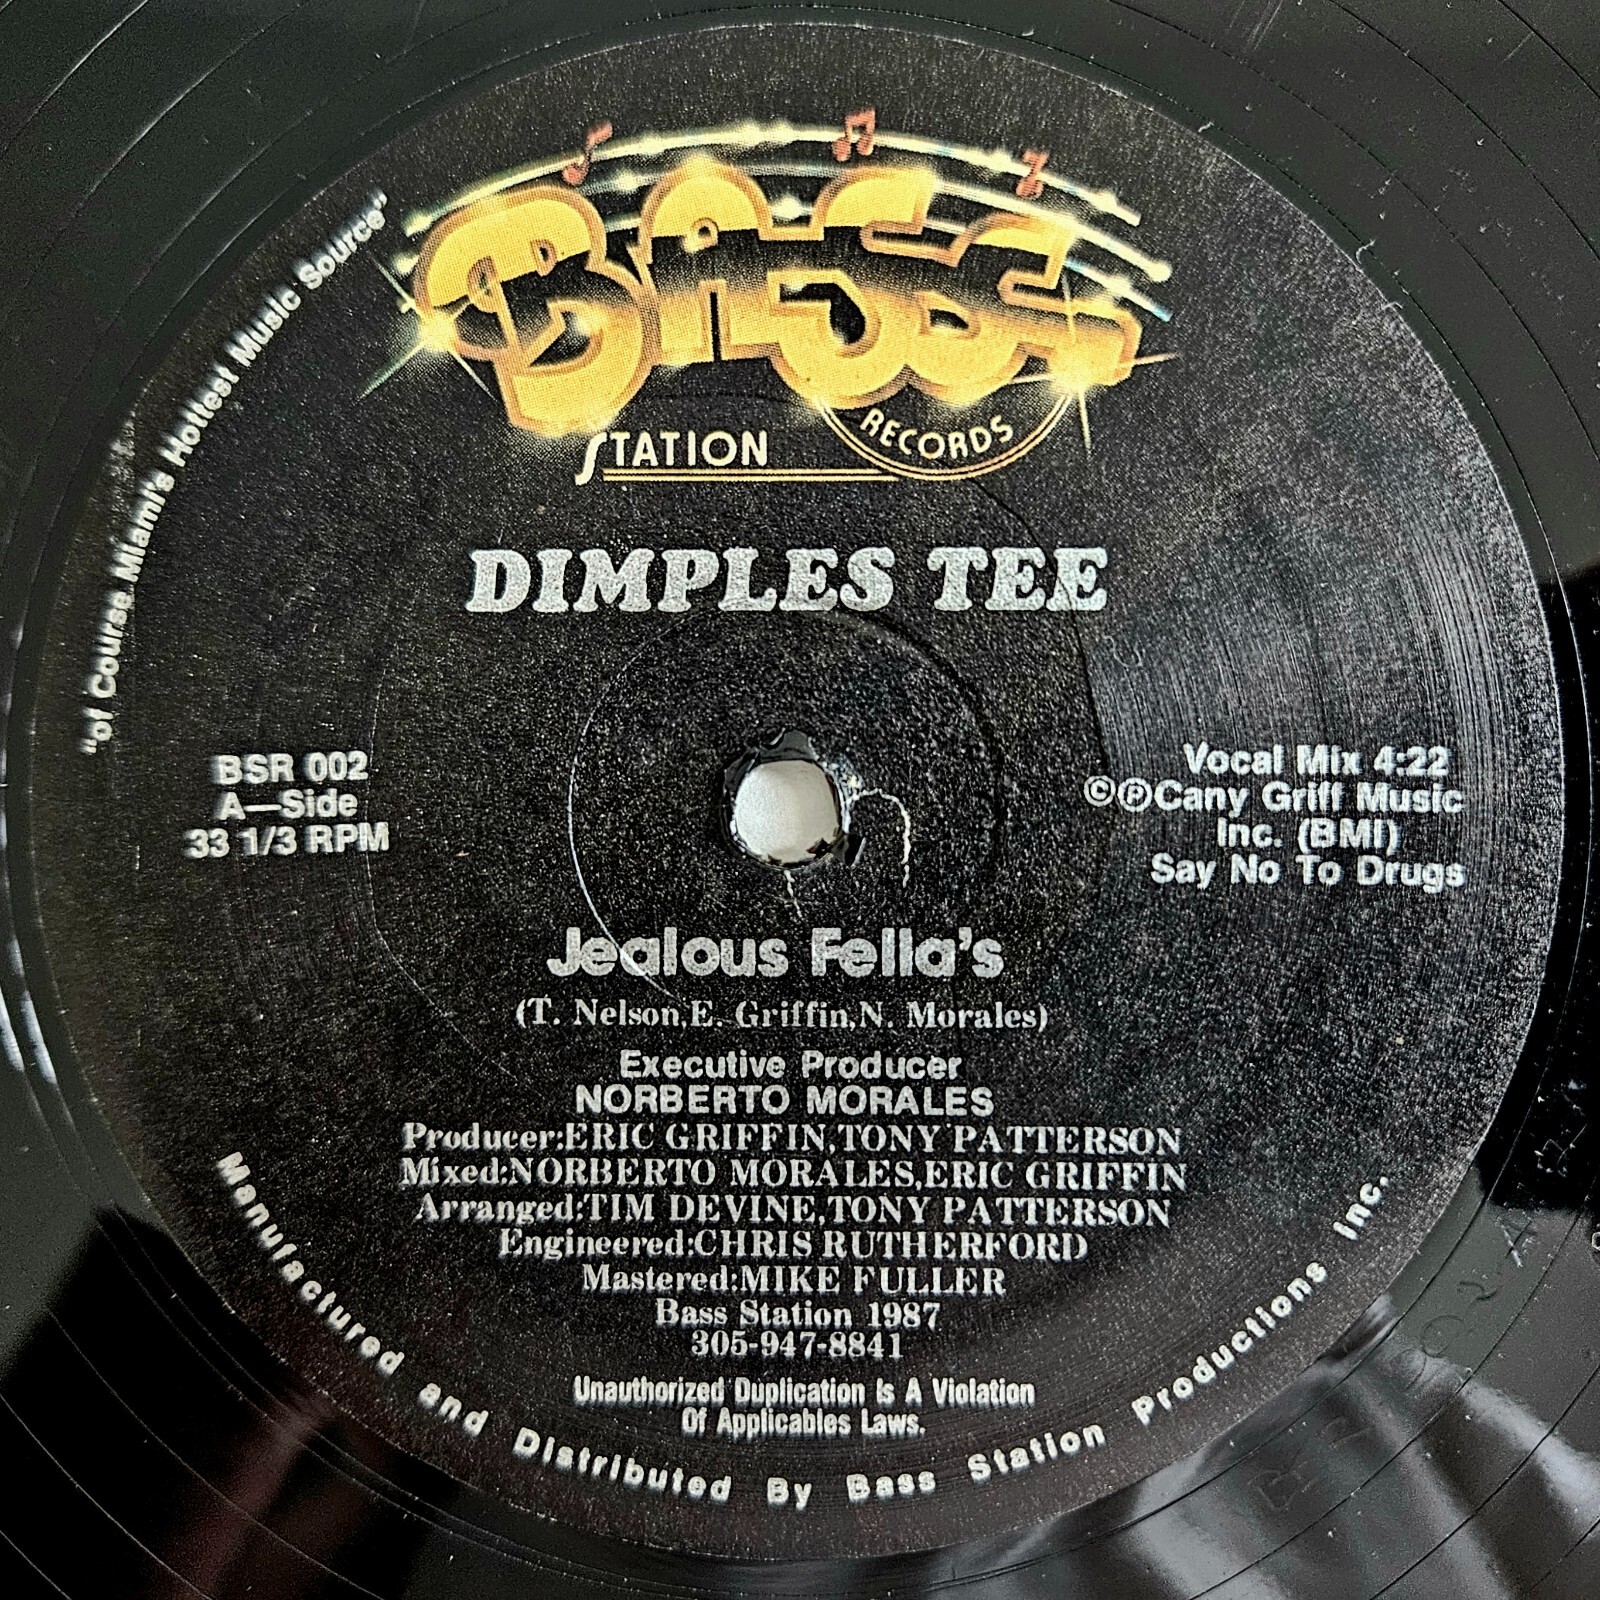 BASS
STATION
RECORDS
"of Course Miami's Hottest Music Source"
DIMPLES TEE
BSR 002
A—Side
33 1/3 RPM
Vocal Mix 4:22
©℗Cany Griff Music
Inc. (BMI)
Say No To Drugs
Jealous Fella's
(T. Nelson,E. Griffin,N. Morales)
Executive Producer
NORBERTO MORALES
Producer:ERIC GRIFFIN,TONY PATTERSON
Mixed:NORBERTO MORALES,ERIC GRIFFIN
Arranged:TIM DEVINE,TONY PATTERSON
Engineered:CHRIS RUTHERFORD
Mastered:MIKE FULLER
Bass Station 1987
305-947-8841
Unauthorized Duplication Is A Violation
Of Applicables Laws.
Manufactured and Distributed By Bass Station Productions Inc.